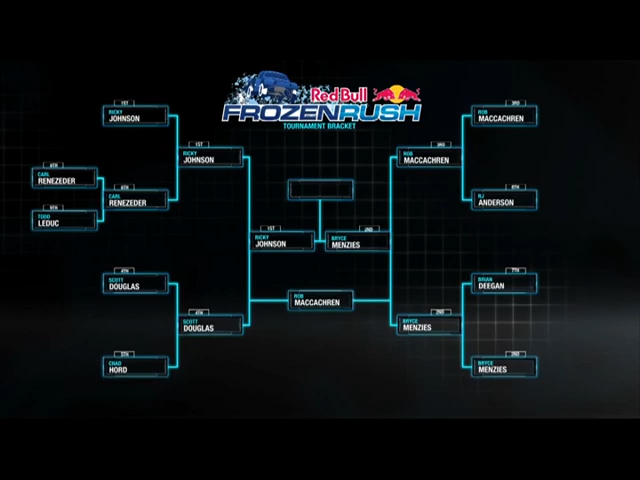 Red Bull
FROZEN RUSH
TOURNAMENT BRACKET
1ST
RICKY
JOHNSON
8TH
CARL
RENEZEDER
9TH
TODD
LEDUC
CARL
RENEZEDER
1ST
RICKY
JOHNSON
4TH
SCOTT
DOUGLAS
5TH
CHAD
HORD
4TH
SCOTT
DOUGLAS
1ST
RICKY
JOHNSON
2ND
BRYCE
MENZIES
ROB
MACCACHREN
3RD
ROB
MACCACHREN
2ND
BRYCE
MENZIES
3RD
ROB
MACCACHREN
6TH
RJ
ANDERSON
7TH
BRIAN
DEEGAN
2ND
BRYCE
MENZIES